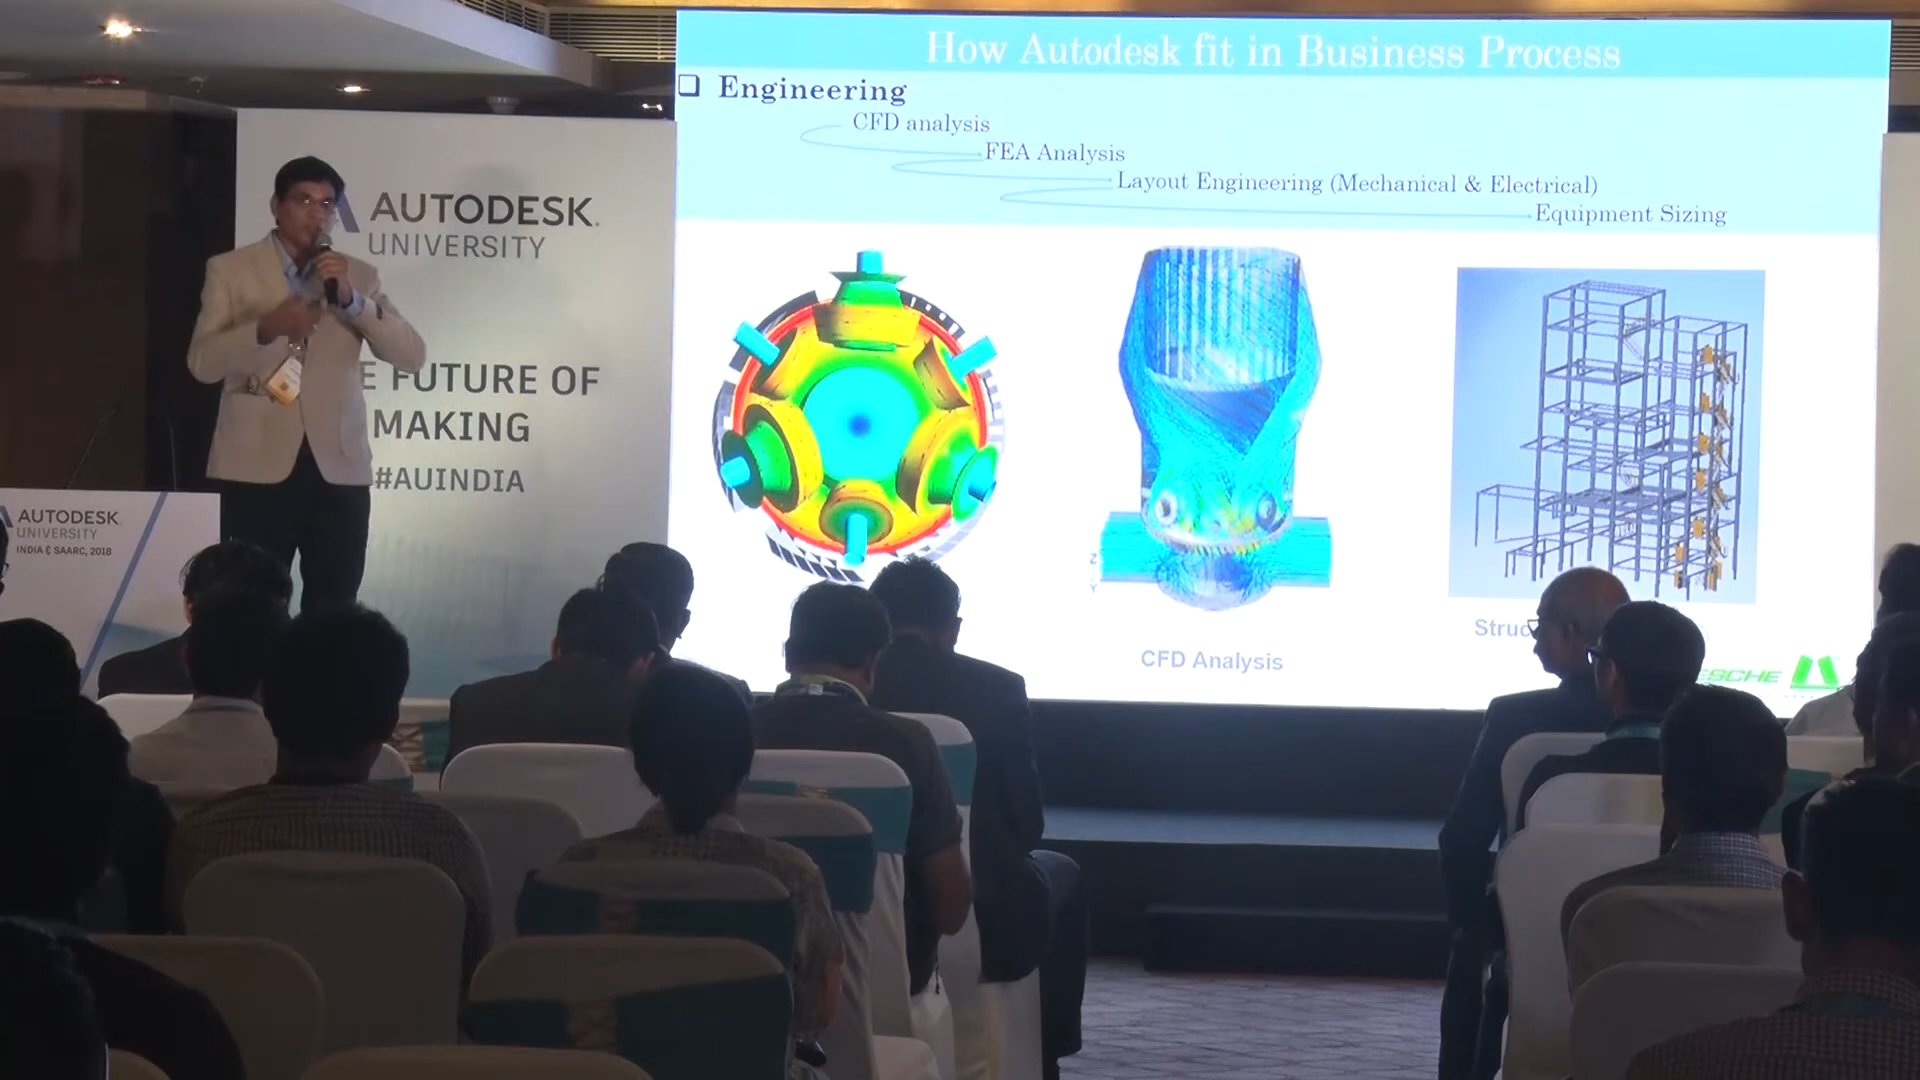 How Autodesk fit in Business Process
Engineering
CFD analysis
FEA Analysis
Layout Engineering (Mechanical & Electrical)
Equipment Sizing
CFD Analysis
AUTODESK.
UNIVERSITY
FUTURE OF
MAKING
#AUINDIA
AUTODESK.
UNIVERSITY
INDIA & SAARC, 2018